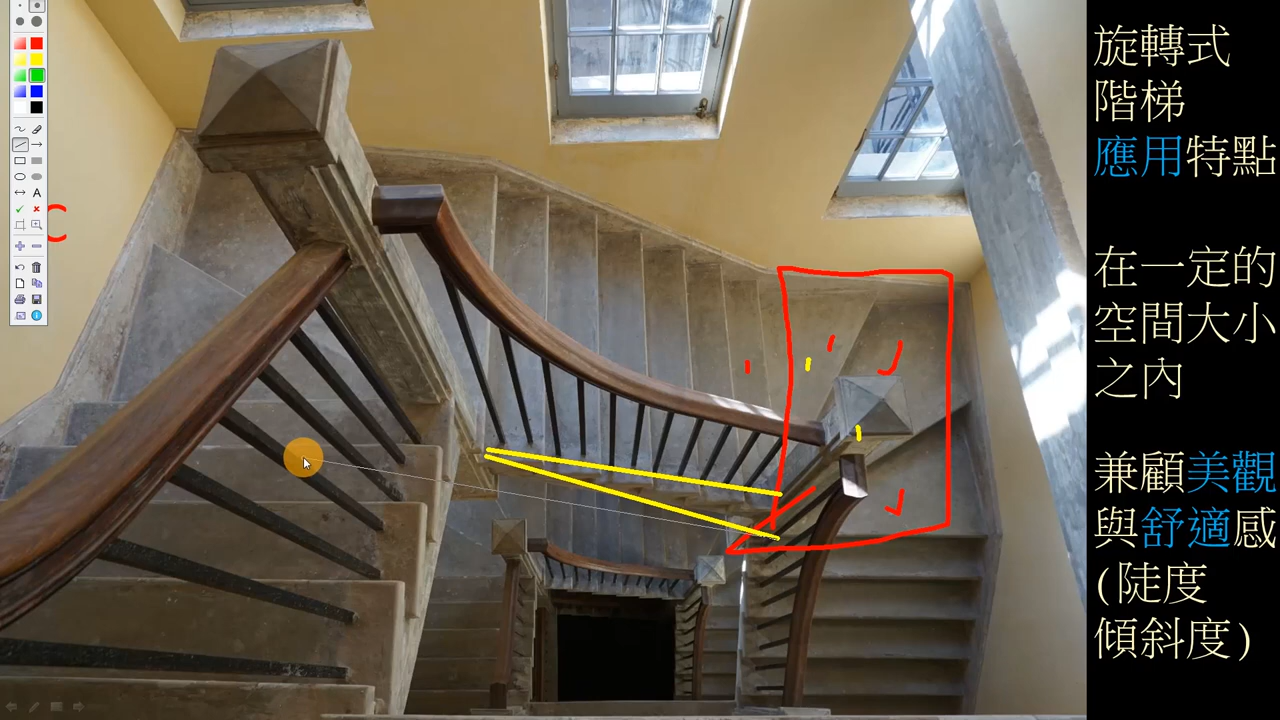 旋轉式
階梯
應用特點
在一定的
空間大小
之內
兼顧美觀
與舒適感
(陡度
傾斜度)
A